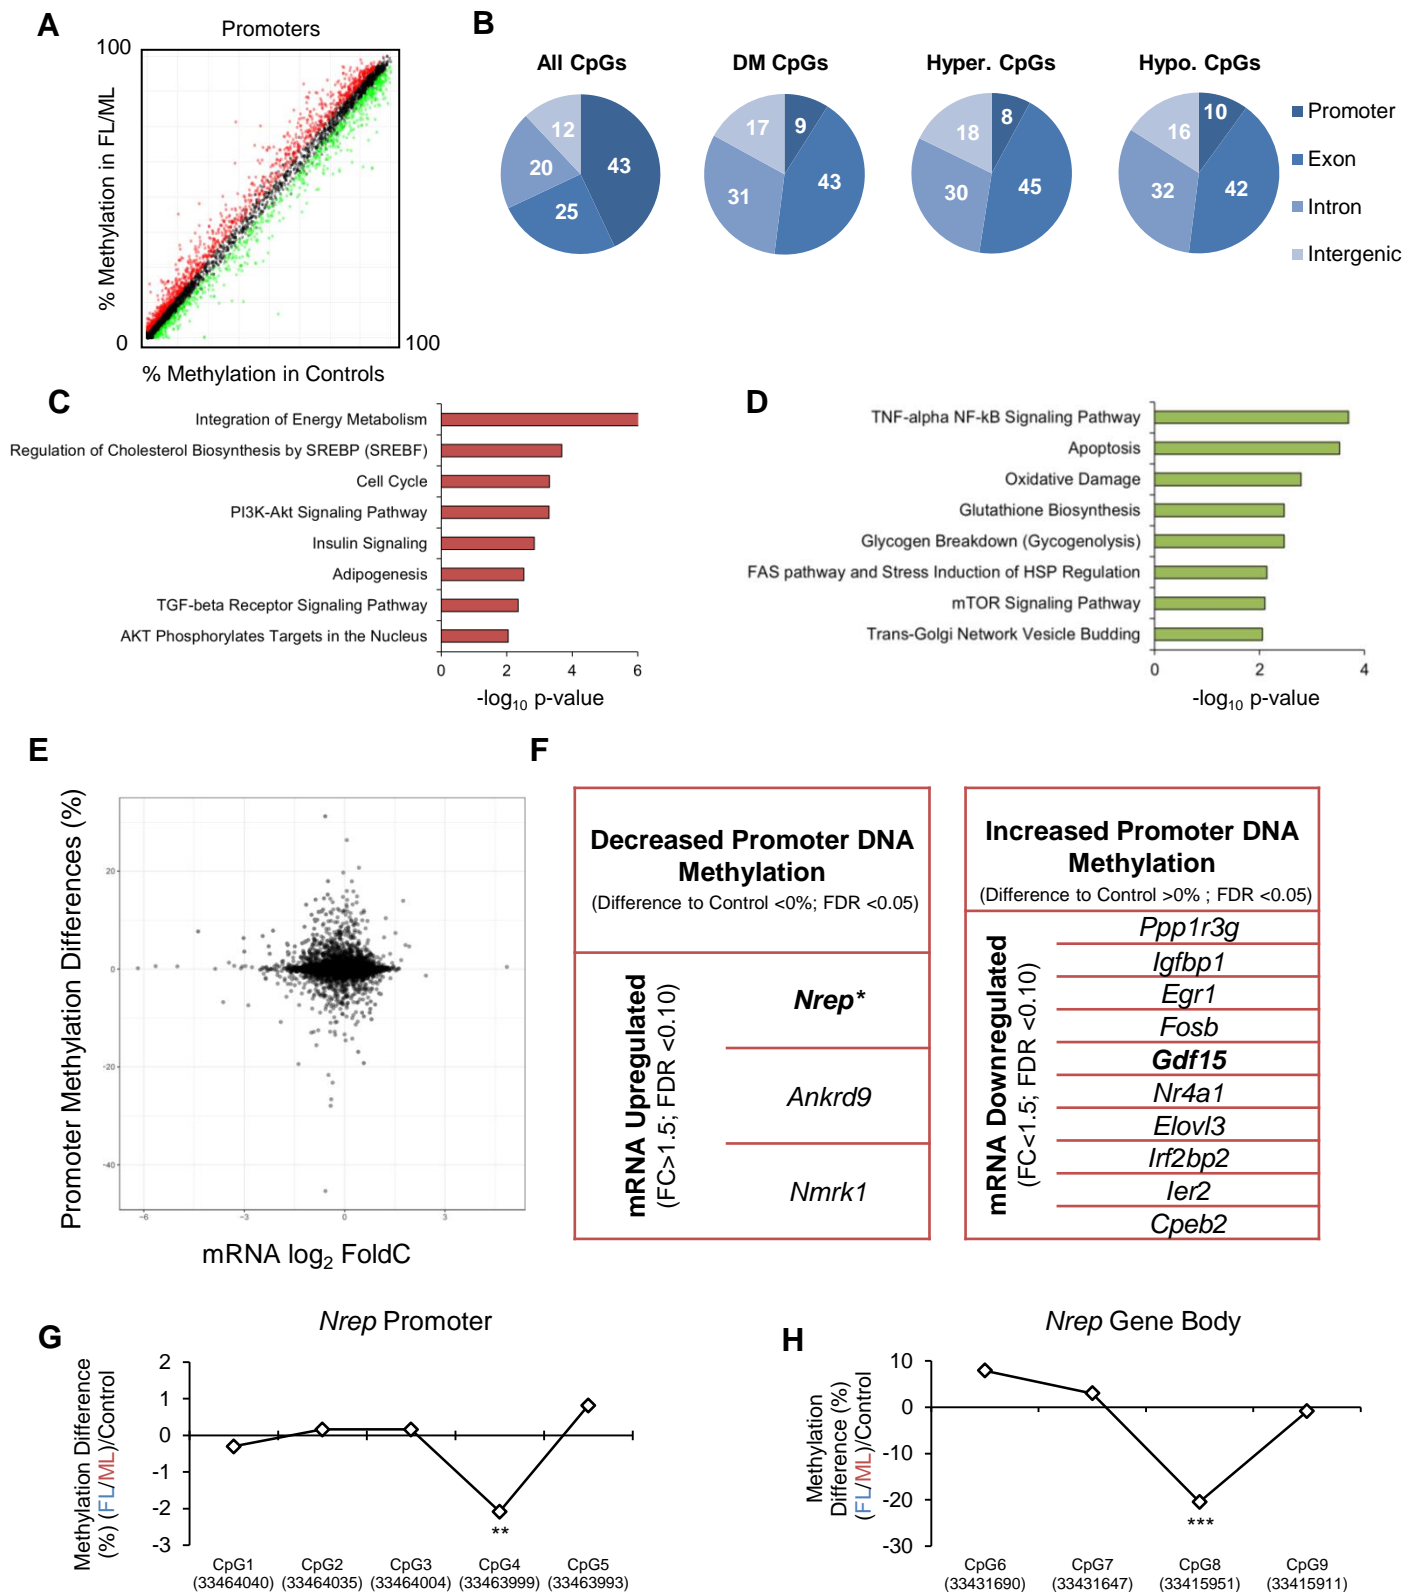 A
Promoters
100
% Methylation in FL/ML
0
100
% Methylation in Controls
B
All CpGs
43
25
20
12
DM CpGs
9
43
31
17
Hyper. CpGs
8
45
30
18
Hypo. CpGs
10
42
32
16
Promoter
Exon
Intron
Intergenic
C
Integration of Energy Metabolism
Regulation of Cholesterol Biosynthesis by SREBP (SREBF)
Cell Cycle
PI3K-Akt Signaling Pathway
Insulin Signaling
Adipogenesis
TGF-beta Receptor Signaling Pathway
AKT Phosphorylates Targets in the Nucleus
0 2 4 6
-log10 p-value
D
TNF-alpha NF-kB Signaling Pathway
Apoptosis
Oxidative Damage
Glutathione Biosynthesis
Glycogen Breakdown (Gycogenolysis)
FAS pathway and Stress Induction of HSP Regulation
mTOR Signaling Pathway
Trans-Golgi Network Vesicle Budding
0 2 4
-log10 p-value
E
Promoter Methylation Differences (%)
20
0
-20
-40
-6 -3 0 3
mRNA log2 FoldC
F
Decreased Promoter DNA
Methylation
(Difference to Control <0%; FDR <0.05)
mRNA Upregulated
(FC>1.5; FDR <0.10)
Nrep*
Ankrd9
Nmrk1
Increased Promoter DNA
Methylation
(Difference to Control >0% ; FDR <0.05)
mRNA Downregulated
(FC<1.5; FDR <0.10)
Ppp1r3g
Igfbp1
Egr1
Fosb
Gdf15
Nr4a1
Elovl3
Irf2bp2
Ier2
Cpeb2
G
Nrep Promoter
Methylation Difference
(%) (FL/ML)/Control
2
1
0
-1
-2
-3
**
CpG1 CpG2 CpG3 CpG4 CpG5
(33464040) (33464035) (33464004) (33463999) (33463993)
H
Nrep Gene Body
Methylation
Difference (%)
(FL/ML)/Control
10
0
-10
-20
-30
***
CpG6 CpG7 CpG8 CpG9
(33431690) (33431647) (33415951) (33415911)